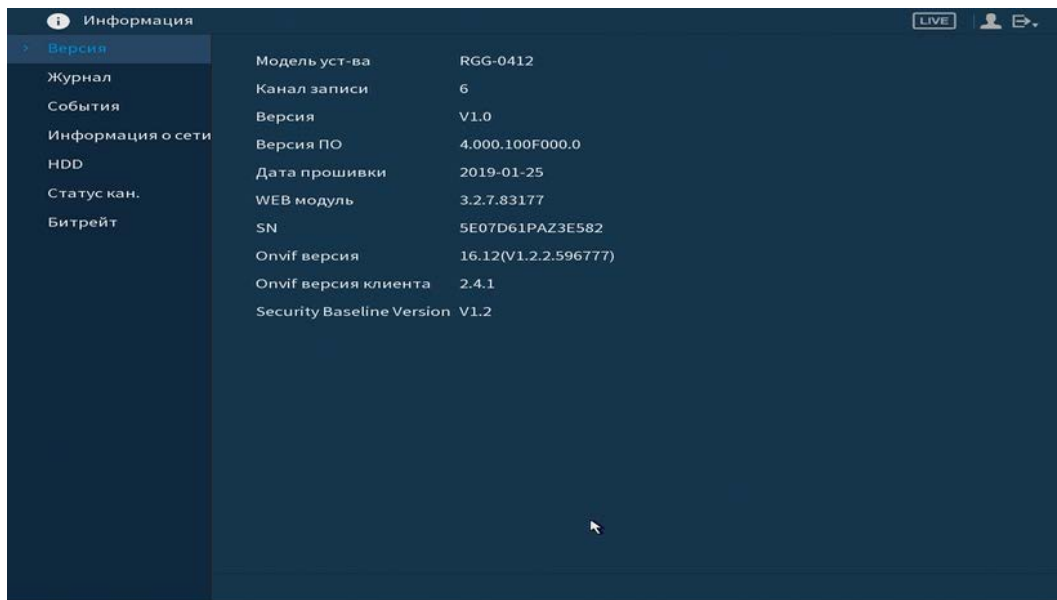 Информация
LIVE
Версия
Журнал
События
Информация о сети
HDD
Статус кан.
Битрейт
Модель уст-ва RGG-0412
Канал записи 6
Версия V1.0
Версия ПО 4.000.100F000.0
Дата прошивки 2019-01-25
WEB модуль 3.2.7.83177
SN 5E07D61PAZ3E582
Onvif версия 16.12(V1.2.2.596777)
Onvif версия клиента 2.4.1
Security Baseline Version V1.2